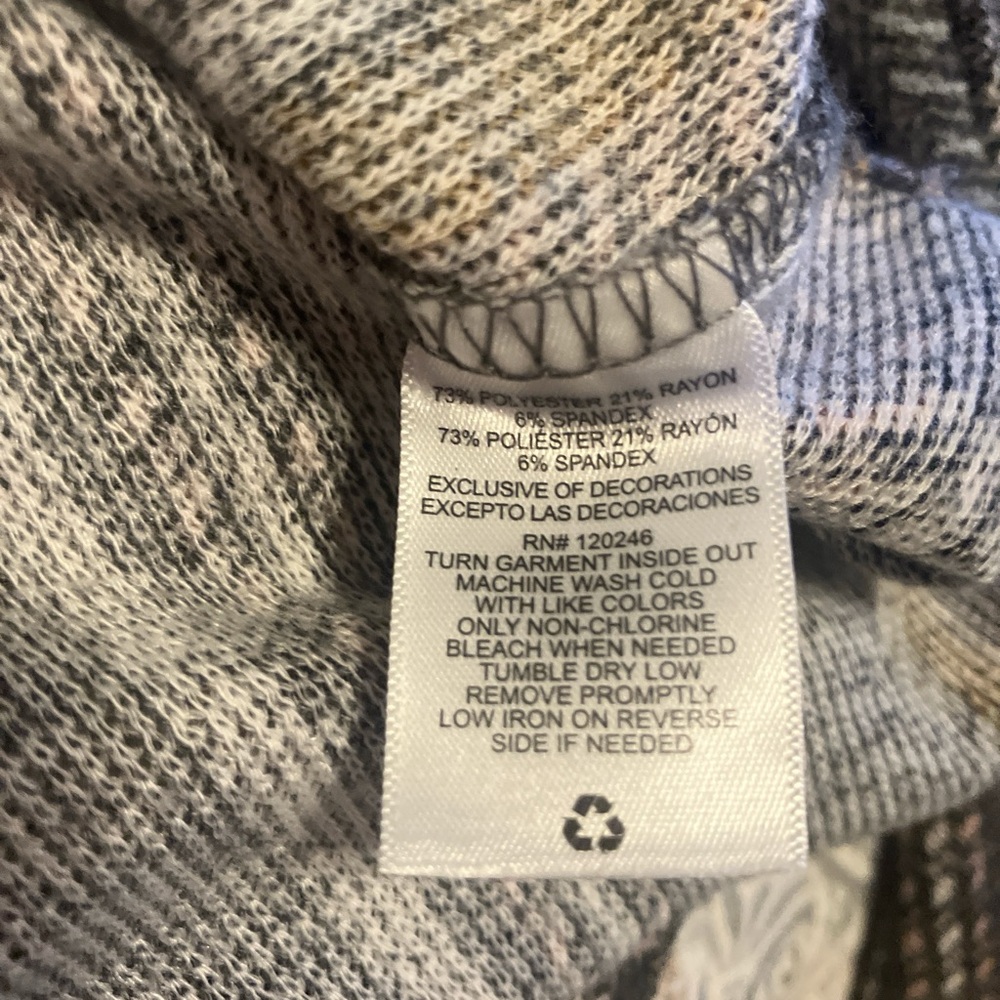 73% POLYESTER 21% RAYON
6% SPANDEX
73% POLIÉSTER 21% RAYÓN
6% SPANDEX
EXCLUSIVE OF DECORATIONS
EXCEPTO LAS DECORACIONES
RN# 120246
TURN GARMENT INSIDE OUT
MACHINE WASH COLD
WITH LIKE COLORS
ONLY NON-CHLORINE
BLEACH WHEN NEEDED
TUMBLE DRY LOW
REMOVE PROMPTLY
LOW IRON ON REVERSE
SIDE IF NEEDED